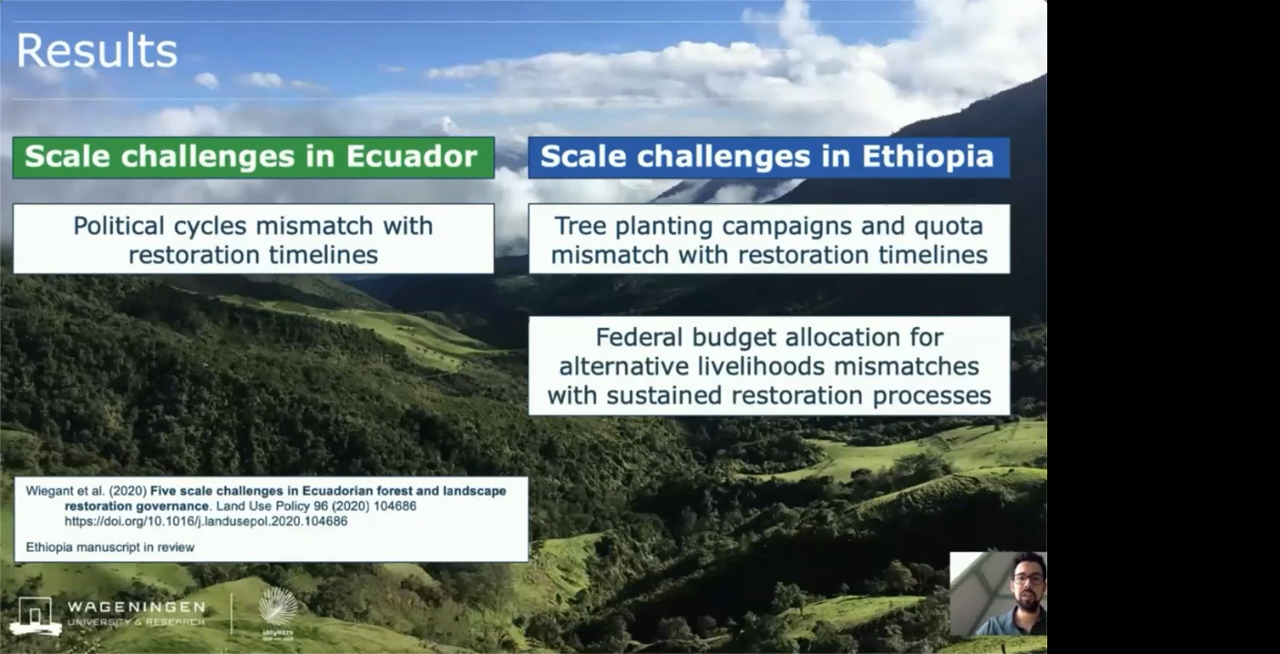 Results
Scale challenges in Ecuador
Political cycles mismatch with
restoration timelines
Scale challenges in Ethiopia
Tree planting campaigns and quota
mismatch with restoration timelines
Federal budget allocation for
alternative livelihoods mismatches
with sustained restoration processes
Wiegant et al. (2020) Five scale challenges in Ecuadorian forest and landscape
restoration governance. Land Use Policy 96 (2020) 104686
https://doi.org/10.1016/j.landusepol.2020.104686
Ethiopia manuscript in review
WAGENINGEN
UNIVERSITY & RESEARCH
100years